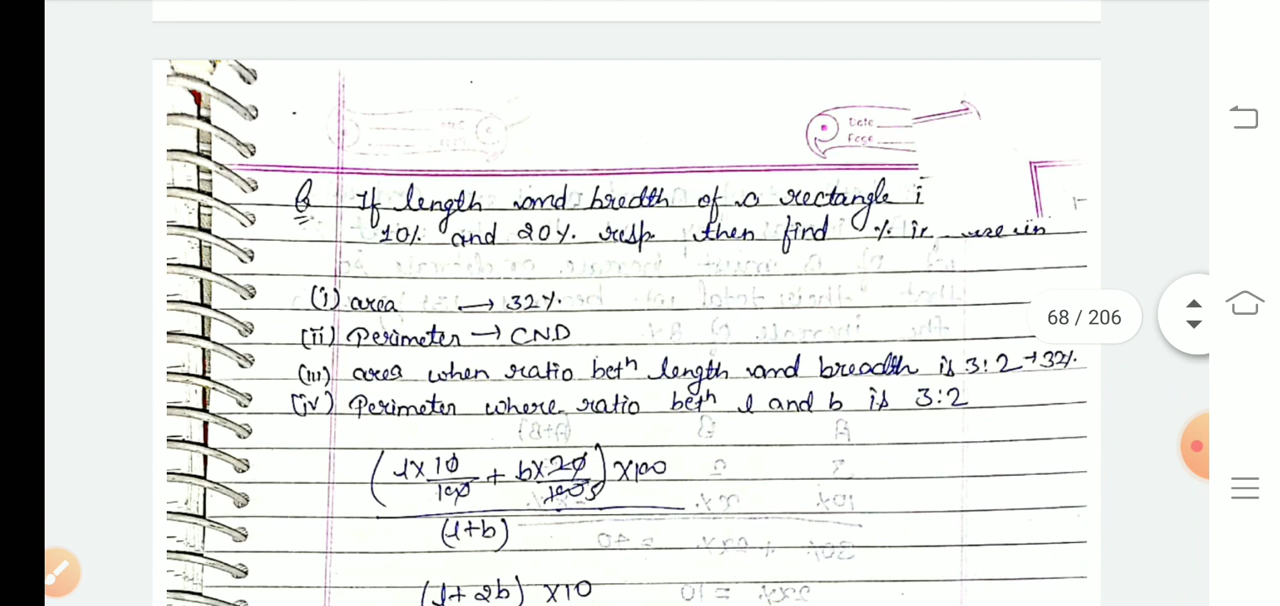 Date
Page
Q If length and bredth of a rectangle i
10% and 20% resp. then find % in
(i) area → 32%.
(ii) Perimeter → CND
(iii) area when ratio betn length and breadth is 3:2 → 32%.
(iv) Perimeter where ratio betn l and b is 3:2
68 / 206
(l × 10/100 + b × 20/100) × 100
(l+b)
(l + 2b) × 10